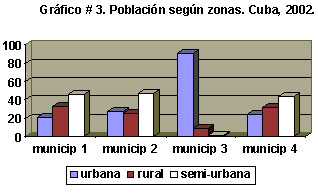 Gráfico # 3. Población según zonas. Cuba, 2002.
100
80
60
40
20
0
municip 1 municip 2 municip 3 municip 4
urbana rural semi-urbana